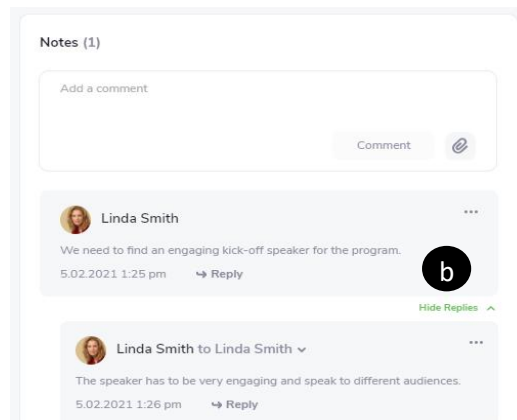 Notes (1)
Add a comment
Comment
Linda Smith
...
We need to find an engaging kick-off speaker for the program.
5.02.2021 1:25 pm Reply
b
Hide Replies
Linda Smith to Linda Smith
...
The speaker has to be very engaging and speak to different audiences.
5.02.2021 1:26 pm Reply